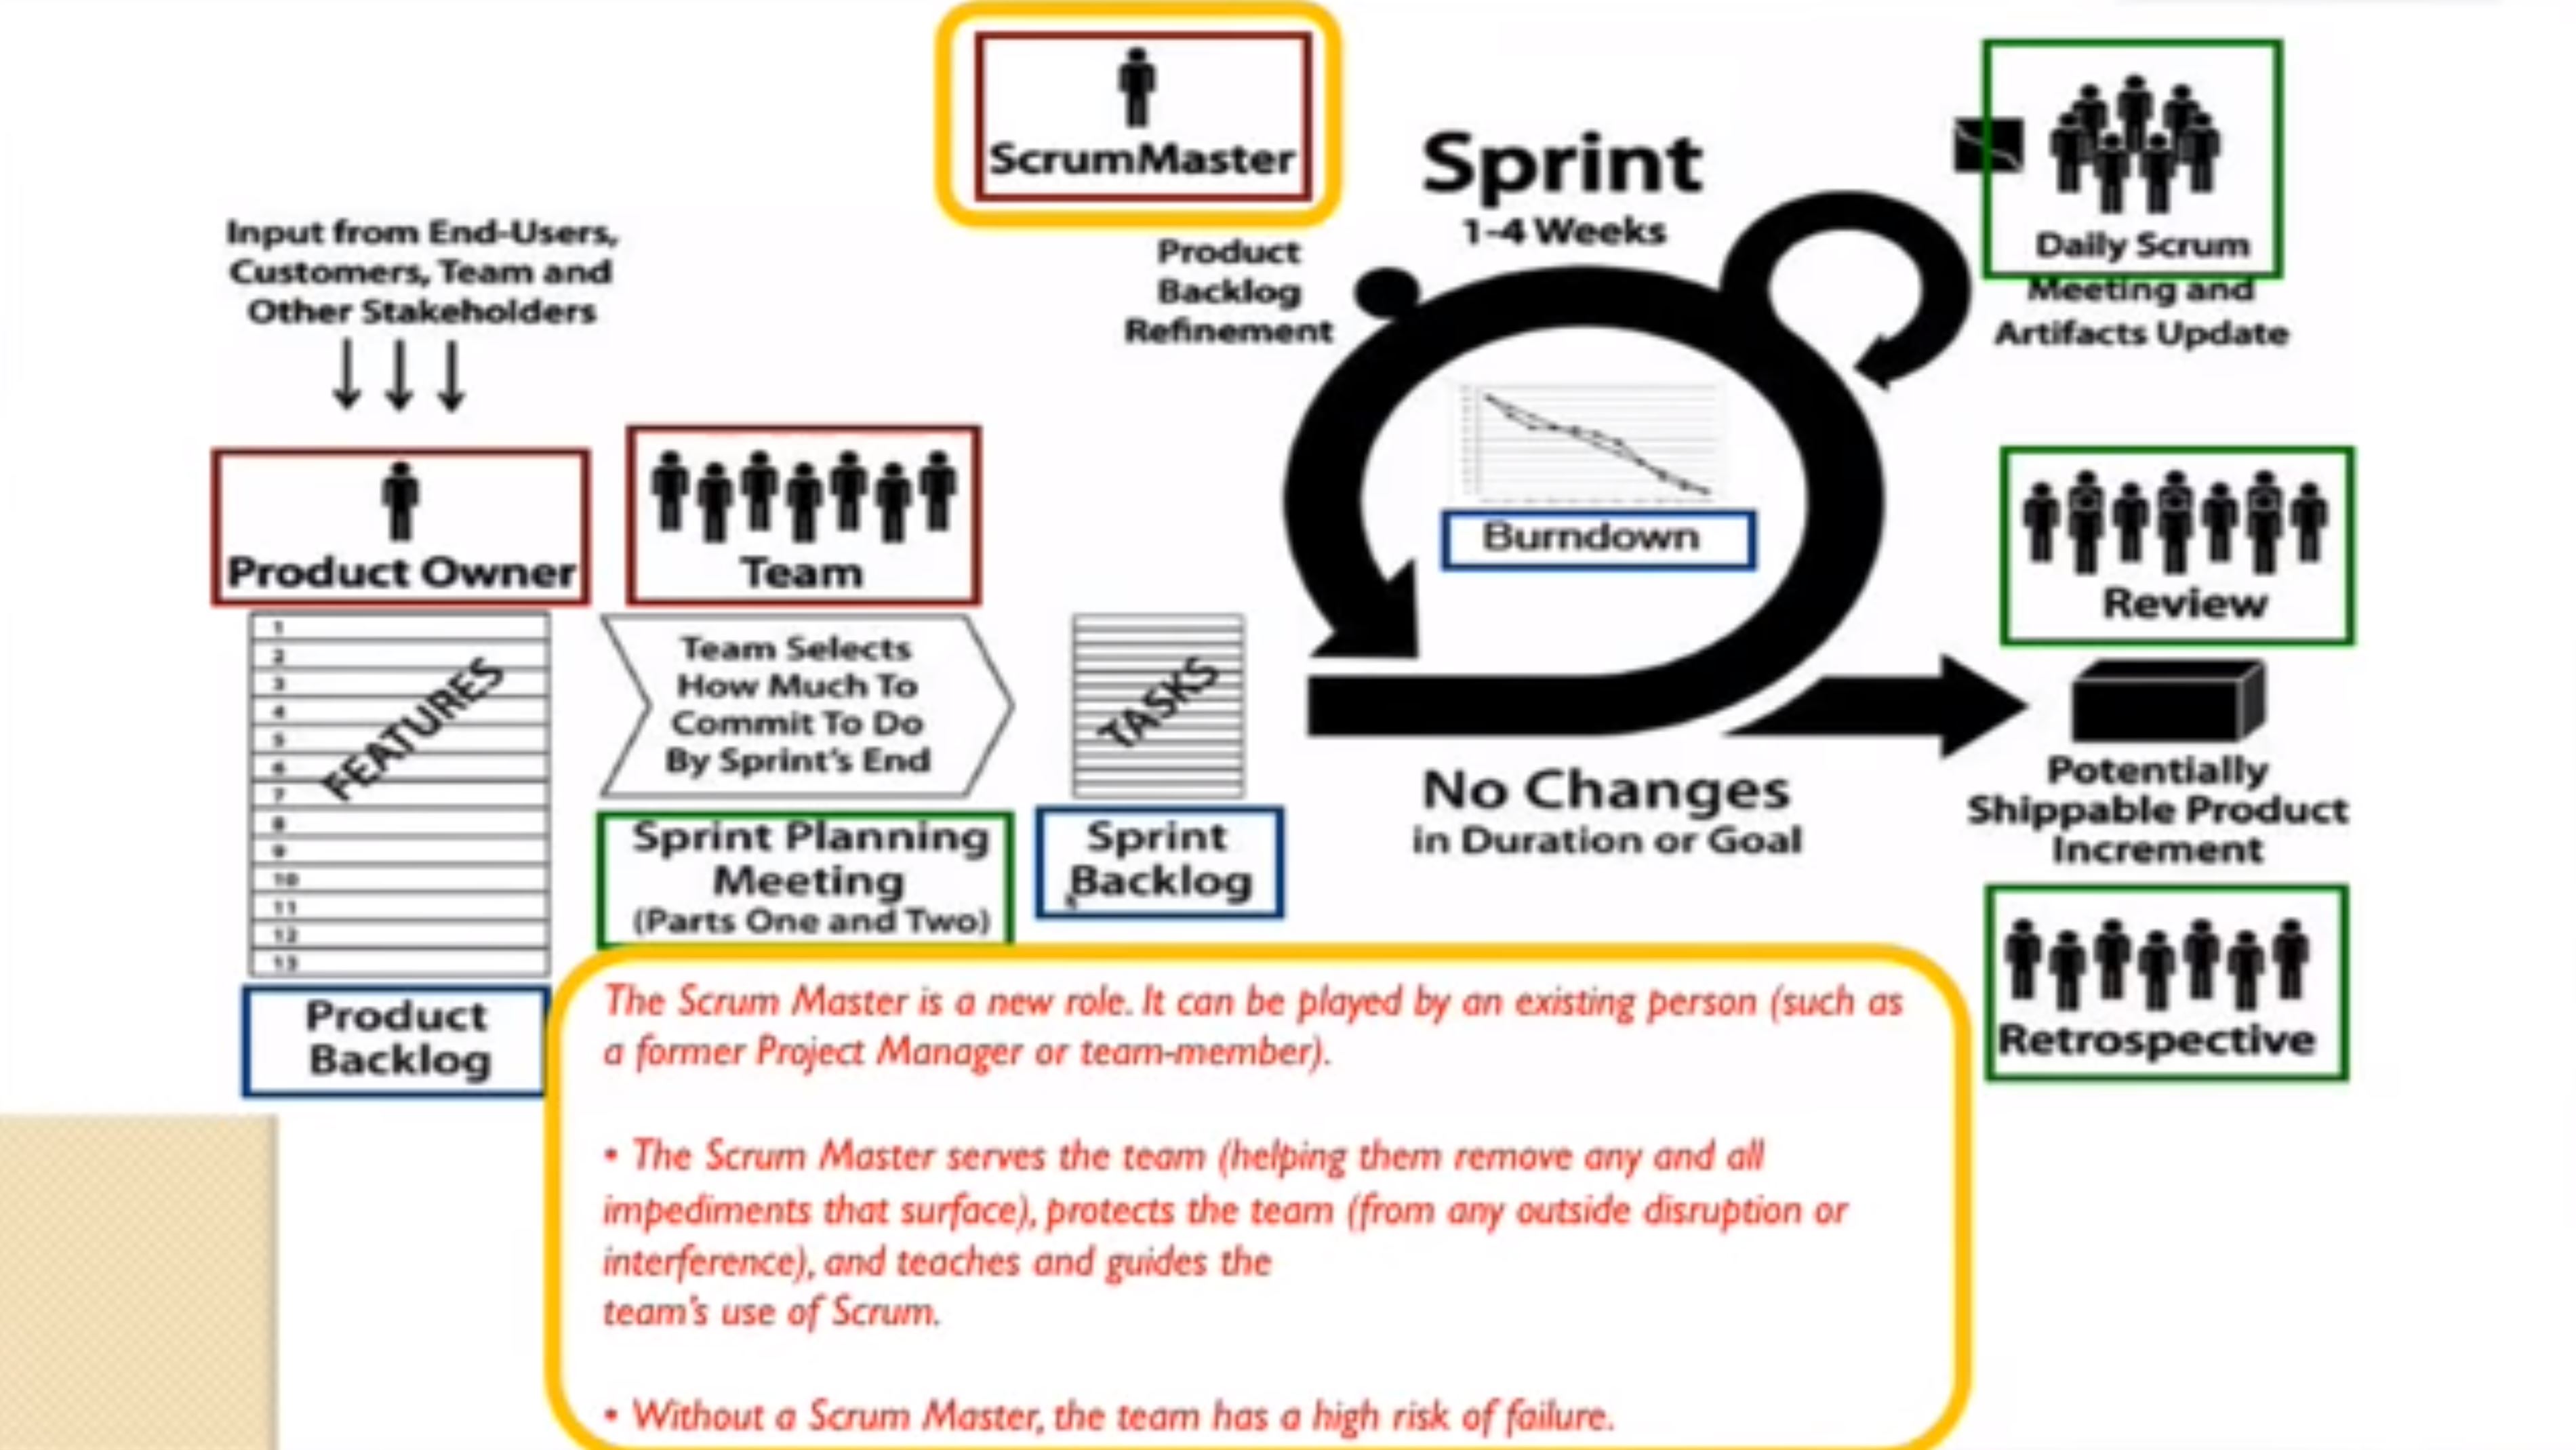 ScrumMaster
Sprint
1-4 Weeks
Product
Backlog
Refinement
Input from End-Users,
Customers, Team and
Other Stakeholders
Daily Scrum
Meeting and
Artifacts Update
Product Owner
Team
Burndown
Review
1
2
3
4
5
6
7
8
9
10
11
12
13
FEATURES
Team Selects
How Much To
Commit To Do
By Sprint's End
TASKS
Sprint Planning
Meeting
(Parts One and Two)
Sprint
Backlog
No Changes
in Duration or Goal
Potentially
Shippable Product
Increment
Product
Backlog
Retrospective
The Scrum Master is a new role. It can be played by an existing person (such as
a former Project Manager or team-member).
• The Scrum Master serves the team (helping them remove any and all
impediments that surface), protects the team (from any outside disruption or
interference), and teaches and guides the
team's use of Scrum.
• Without a Scrum Master, the team has a high risk of failure.